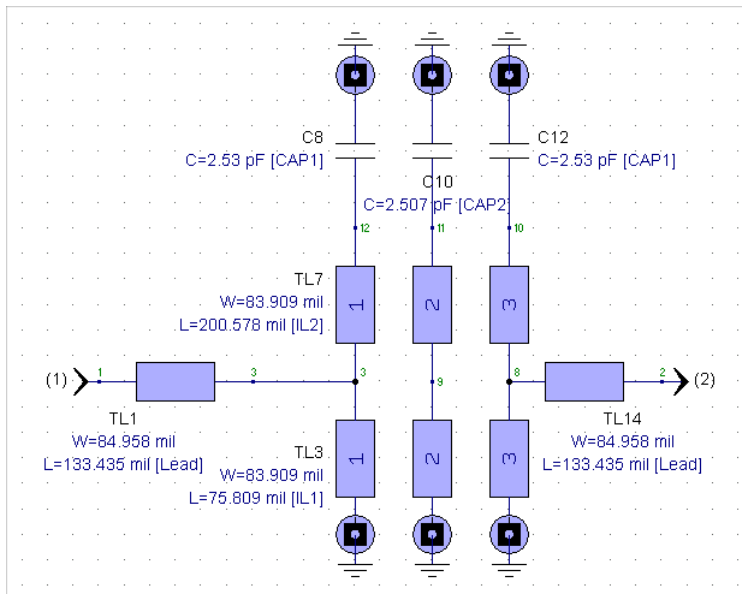 C8
C=2.53 pF [CAP1]
C12
C=2.53 pF [CAP1]
C10
C=2.507 pF [CAP2]
12
11
10
TL7
W=83.909 mil
L=200.578 mil [IL2]
1
2
3
(1)
1
3
3
9
8
2
(2)
TL1
W=84.958 mil
L=133.435 mil [Lead]
TL3
W=83.909 mil
L=75.809 mil [IL1]
1
2
3
TL14
W=84.958 mil
L=133.435 mil [Lead]